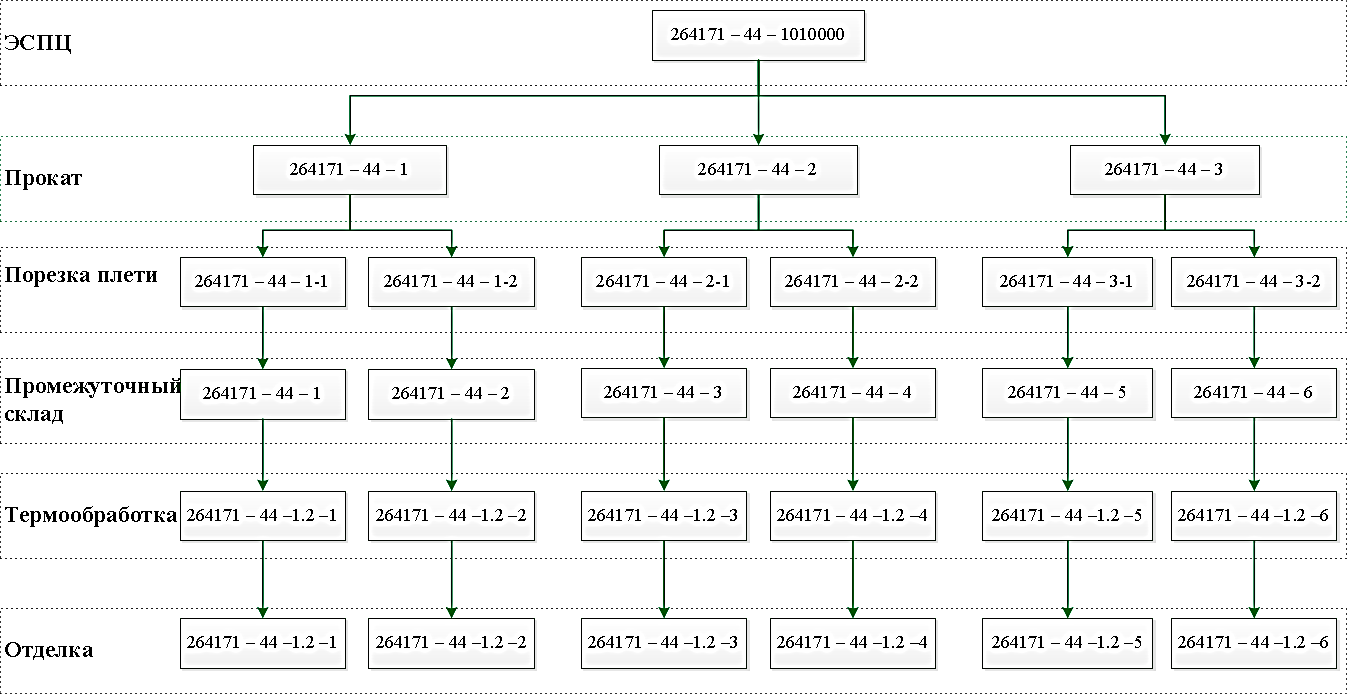 ЭСПЦ
264171 – 44 – 1010000
Прокат
264171 – 44 – 1
264171 – 44 – 2
264171 – 44 – 3
Порезка плети
264171 – 44 – 1-1
264171 – 44 – 1-2
264171 – 44 – 2-1
264171 – 44 – 2-2
264171 – 44 – 3-1
264171 – 44 – 3-2
Промежуточный
склад
264171 – 44 – 1
264171 – 44 – 2
264171 – 44 – 3
264171 – 44 – 4
264171 – 44 – 5
264171 – 44 – 6
Термообработка
264171 – 44 –1.2 –1
264171 – 44 –1.2 –2
264171 – 44 –1.2 –3
264171 – 44 –1.2 –4
264171 – 44 –1.2 –5
264171 – 44 –1.2 –6
Отделка
264171 – 44 –1.2 –1
264171 – 44 –1.2 –2
264171 – 44 –1.2 –3
264171 – 44 –1.2 –4
264171 – 44 –1.2 –5
264171 – 44 –1.2 –6